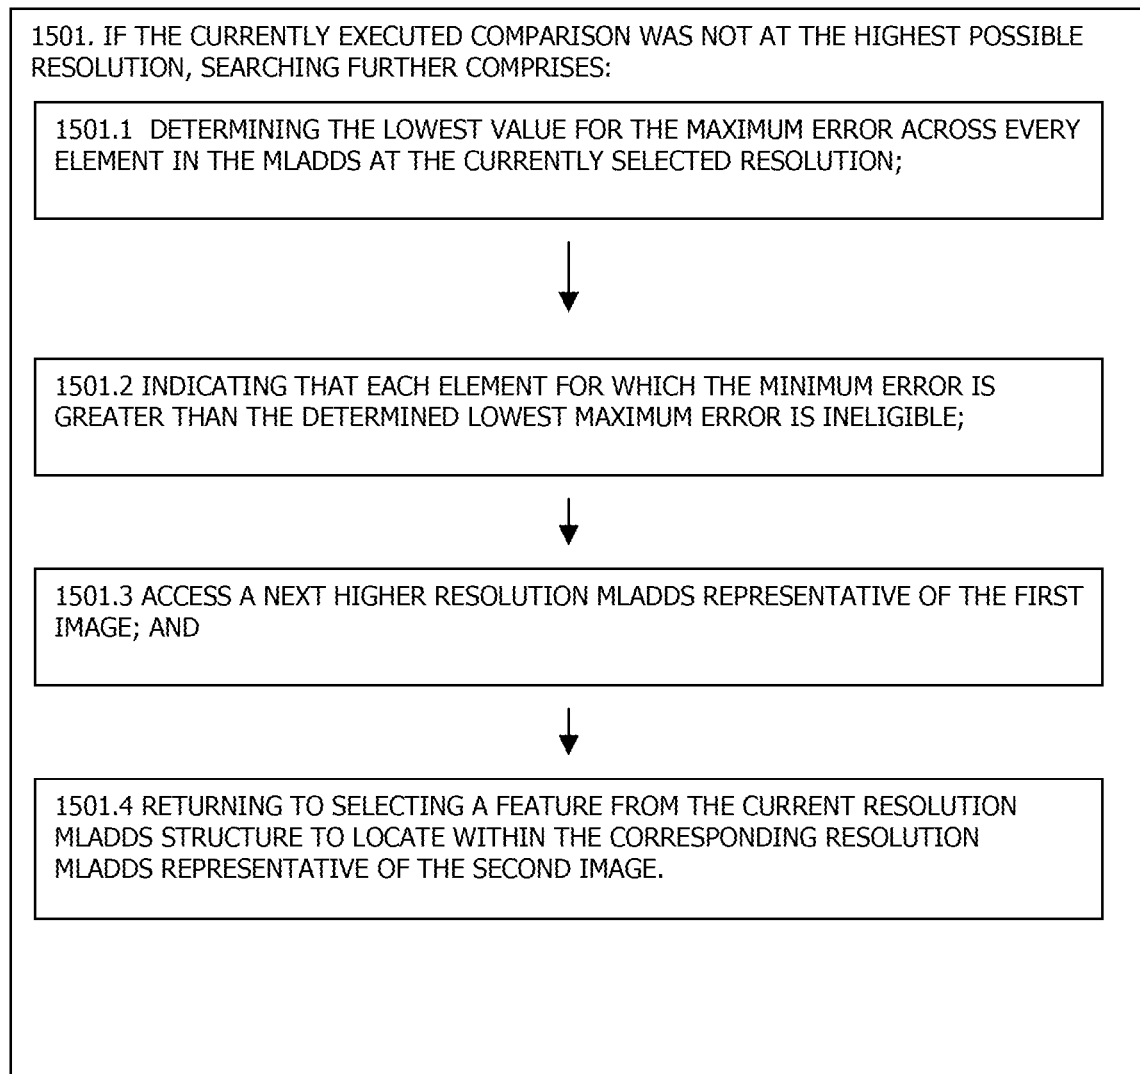 1501. IF THE CURRENTLY EXECUTED COMPARISON WAS NOT AT THE HIGHEST POSSIBLE
RESOLUTION, SEARCHING FURTHER COMPRISES:
1501.1 DETERMINING THE LOWEST VALUE FOR THE MAXIMUM ERROR ACROSS EVERY
ELEMENT IN THE MLADDS AT THE CURRENTLY SELECTED RESOLUTION;
1501.2 INDICATING THAT EACH ELEMENT FOR WHICH THE MINIMUM ERROR IS
GREATER THAN THE DETERMINED LOWEST MAXIMUM ERROR IS INELIGIBLE;
1501.3 ACCESS A NEXT HIGHER RESOLUTION MLADDS REPRESENTATIVE OF THE FIRST
IMAGE; AND
1501.4 RETURNING TO SELECTING A FEATURE FROM THE CURRENT RESOLUTION
MLADDS STRUCTURE TO LOCATE WITHIN THE CORRESPONDING RESOLUTION
MLADDS REPRESENTATIVE OF THE SECOND IMAGE.